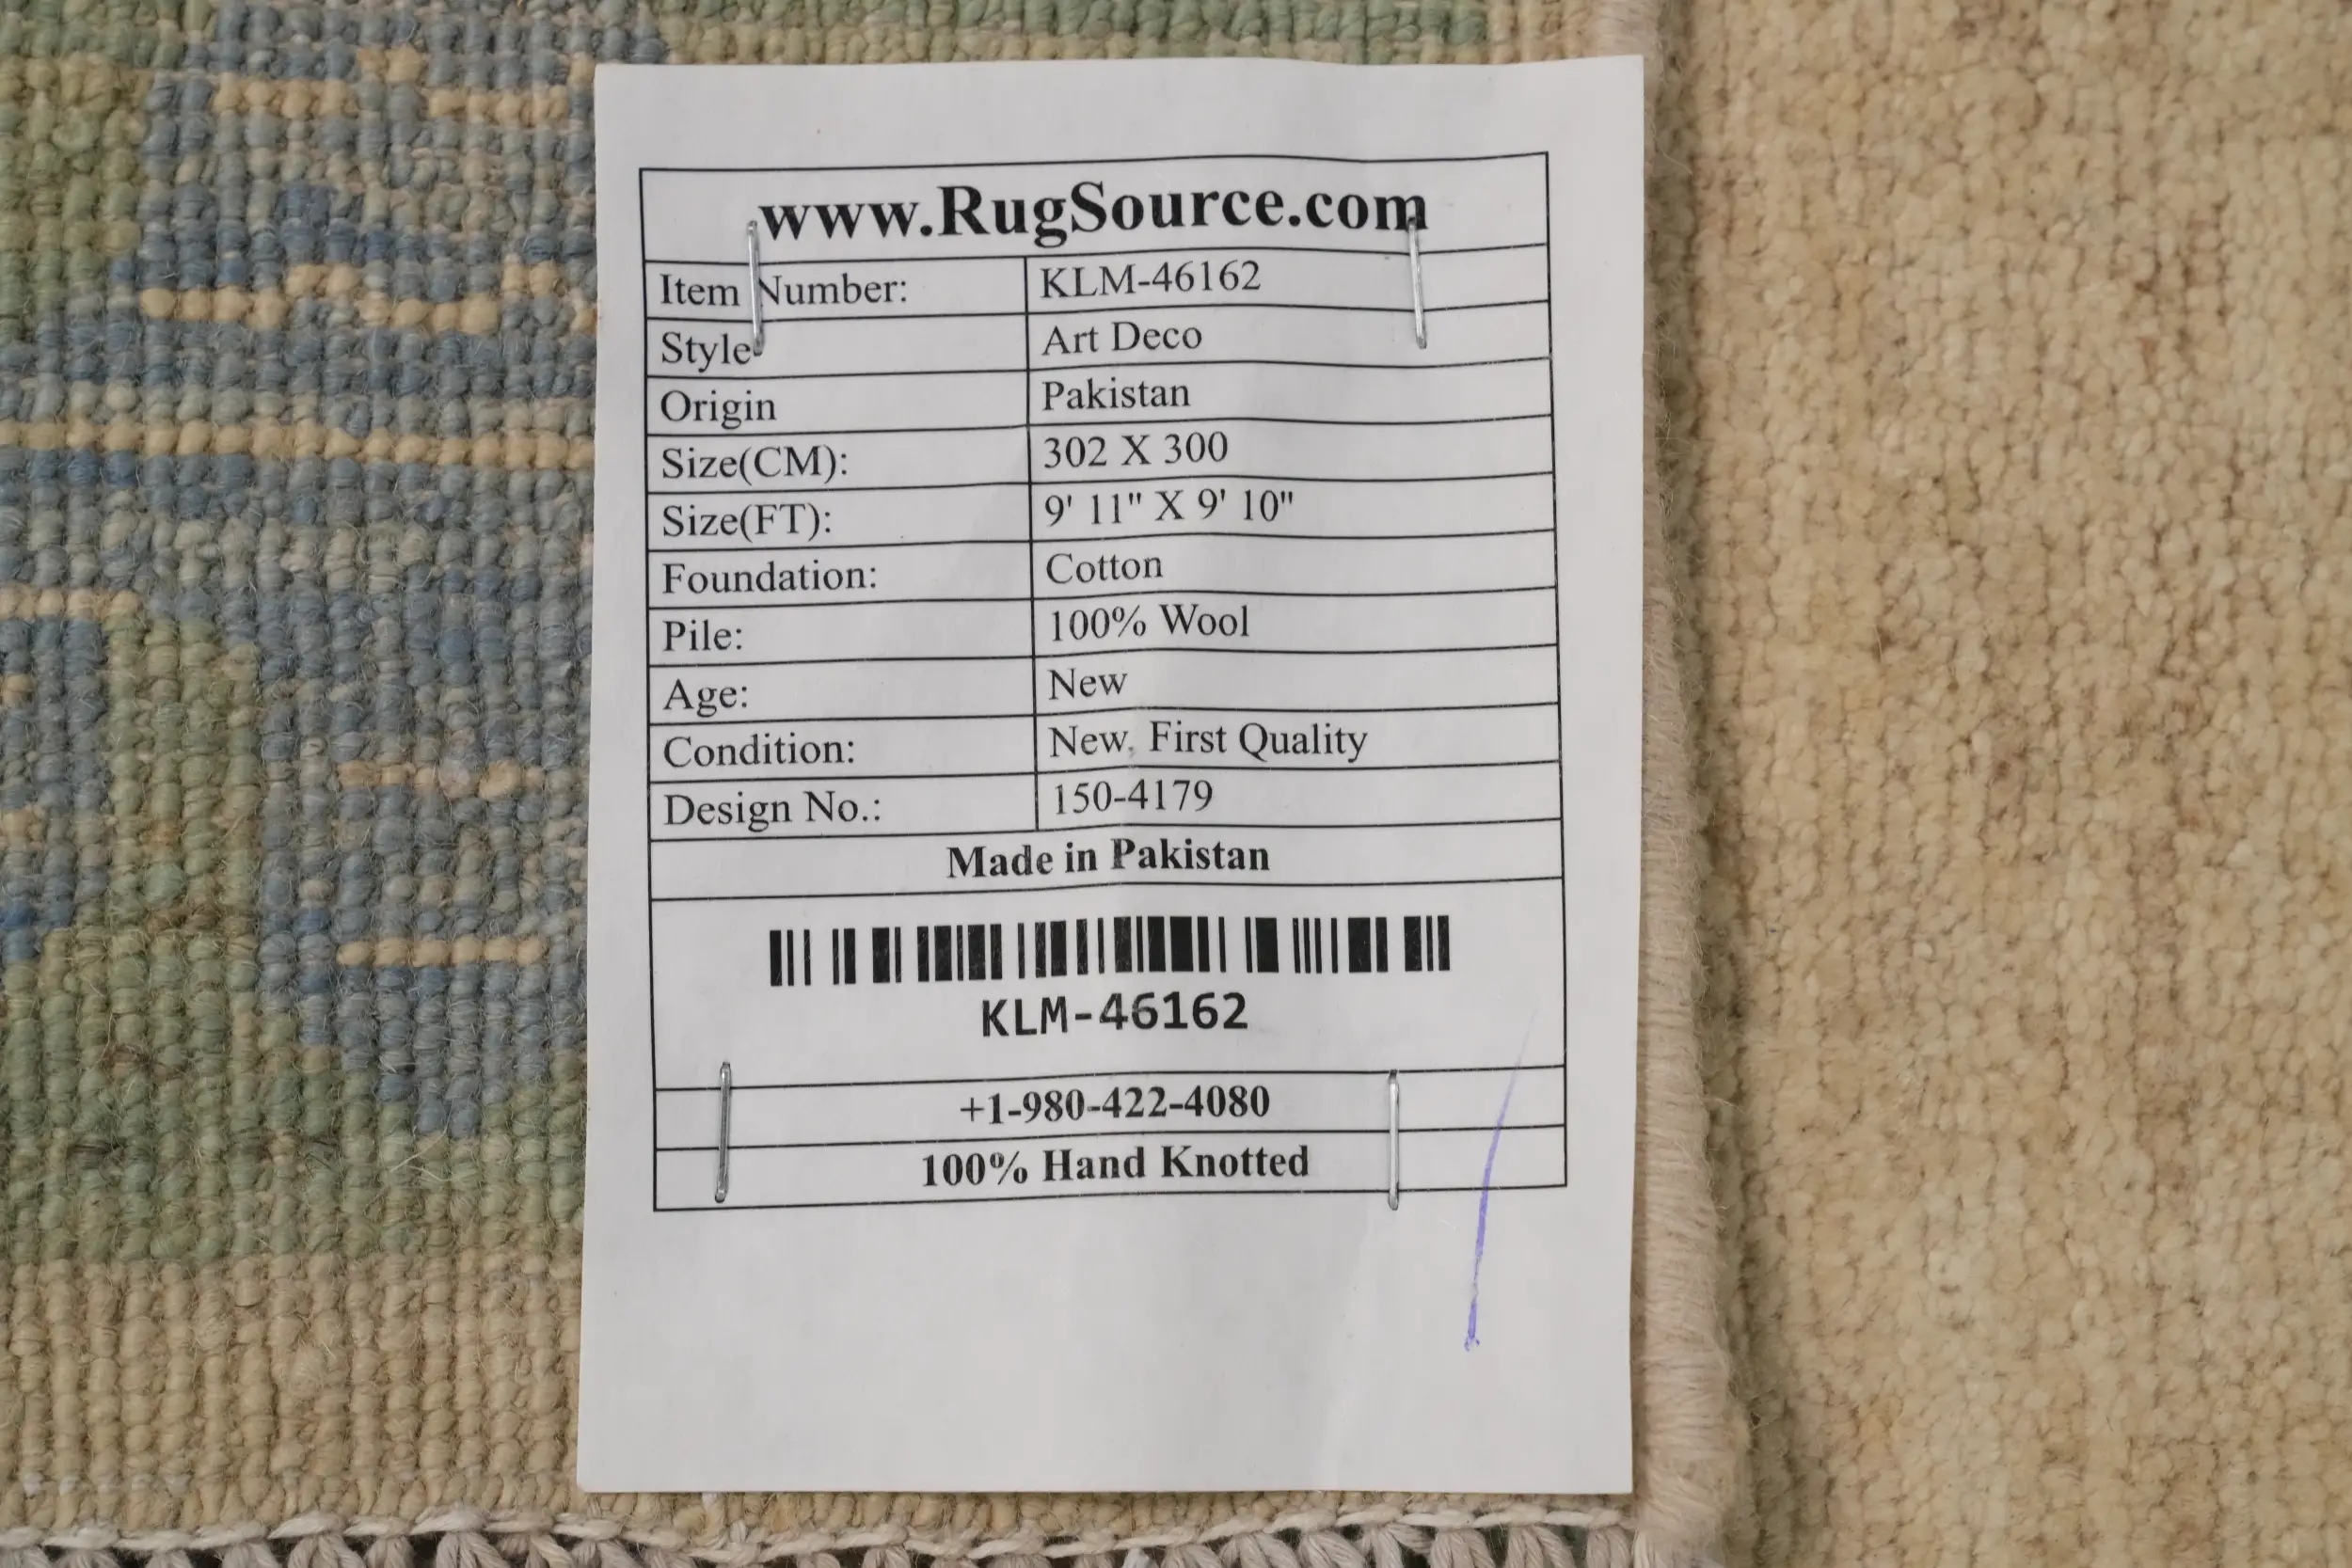 www.RugSource.com
Item Number: KLM-46162
Style Art Deco
Origin Pakistan
Size(CM): 302 X 300
Size(FT): 9' 11" X 9' 10"
Foundation: Cotton
Pile: 100% Wool
Age: New
Condition: New, First Quality
Design No.: 150-4179
Made in Pakistan
KLM-46162
+1-980-422-4080
100% Hand Knotted